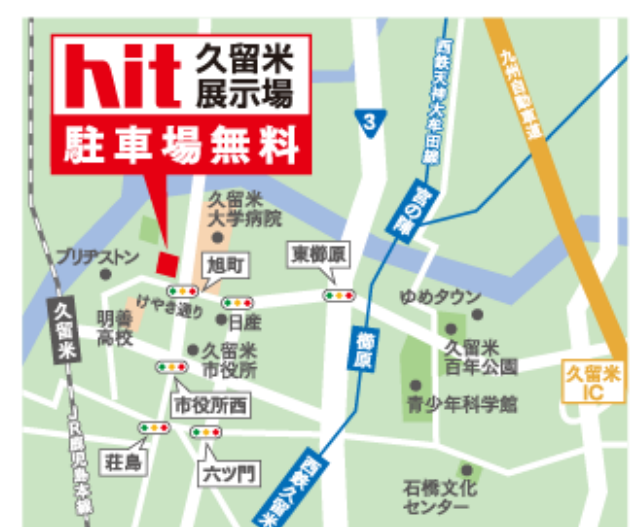 hit
久留米
展示場
駐車場無料
3
西鉄天神大牟田線
九州自動車道
宮の陣
久留米
大学病院
ブリヂストン
旭町
東櫛原
けやき通り
日産
ゆめタウン
久留米
明善
高校
久留米
市役所
櫛原
久留米
百年公園
久留米
IC
市役所西
青少年科学館
JR鹿児島本線
荘島
六ツ門
西鉄久留米
石橋文化
センター